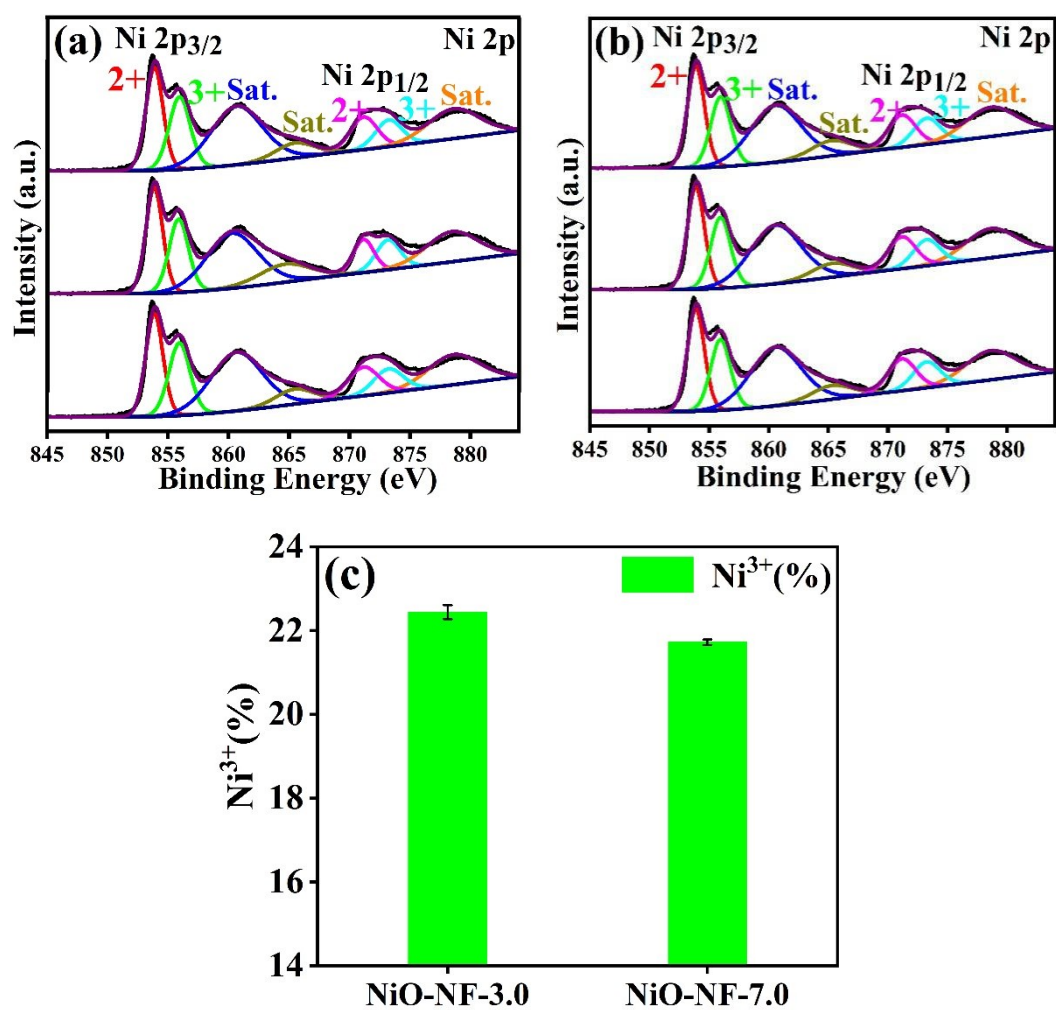 (a) Ni 2p3/2 Ni 2p
2+ 3+ Sat. Sat. Ni 2p1/2 2+ 3+ Sat.
Intensity (a.u.)
845 850 855 860 865 870 875 880
Binding Energy (eV)
(b) Ni 2p3/2 Ni 2p
2+ 3+ Sat. Sat. Ni 2p1/2 2+ 3+ Sat.
Intensity (a.u.)
845 850 855 860 865 870 875 880
Binding Energy (eV)
(c) Ni³⁺(%)
Ni³⁺(%)
24
22
20
18
16
14
NiO-NF-3.0 NiO-NF-7.0